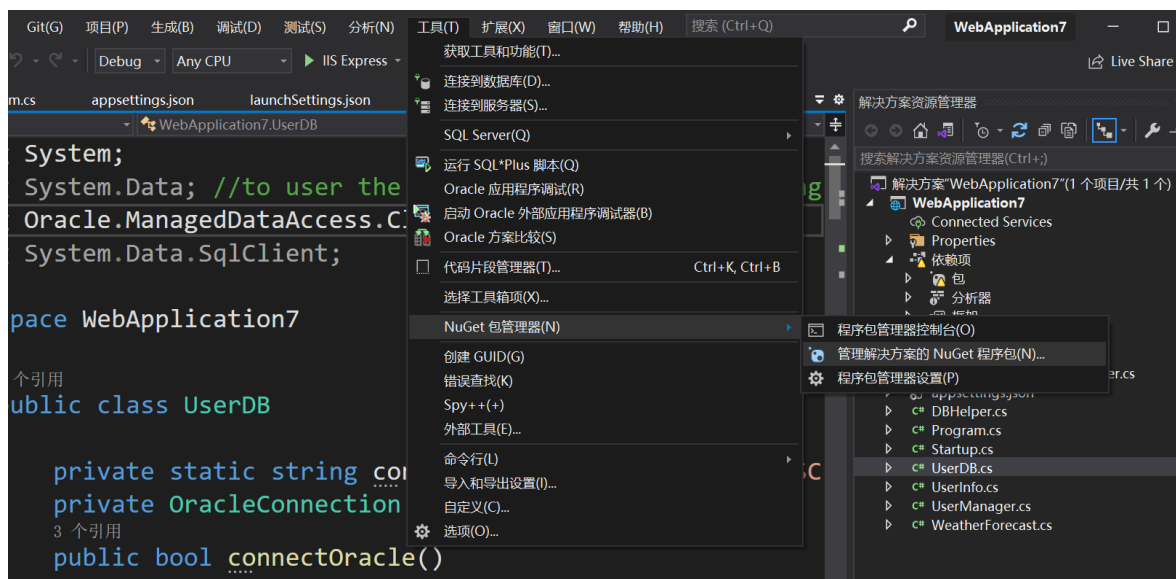 Git(G) 项目(P) 生成(B) 调试(D) 测试(S) 分析(N) 工具(T) 扩展(X) 窗口(W) 帮助(H) 搜索 (Ctrl+Q) WebApplication7
Debug Any CPU IIS Express Live Share
m.cs appsettings.json launchSettings.json
WebApplication7.UserDB
System;
System.Data; //to user the
Oracle.ManagedDataAccess.Cl
System.Data.SqlClient;
pace WebApplication7
个引用
ublic class UserDB
private static string con
private OracleConnection
3 个引用
public bool connectOracle()
获取工具和功能(T)...
连接到数据库(D)...
连接到服务器(S)...
SQL Server(Q)
运行 SQL*Plus 脚本(Q)
Oracle 应用程序调试(R)
启动 Oracle 外部应用程序调试器(B)
Oracle 方案比较(S)
代码片段管理器(T)... Ctrl+K, Ctrl+B
选择工具箱项(X)...
NuGet 包管理器(N)
创建 GUID(G)
错误查找(K)
Spy++(+)
外部工具(E)...
命令行(L)
导入和导出设置(I)...
自定义(C)...
选项(O)...
程序包管理器控制台(O)
管理解决方案的 NuGet 程序包(N)...
程序包管理器设置(P)
解决方案资源管理器
搜索解决方案资源管理器(Ctrl+;)
解决方案"WebApplication7"(1 个项目/共 1 个)
WebApplication7
Connected Services
Properties
依赖项
包
分析器
框架
er.cs
appsettings.json
DBHelper.cs
Program.cs
Startup.cs
UserDB.cs
UserInfo.cs
UserManager.cs
WeatherForecast.cs